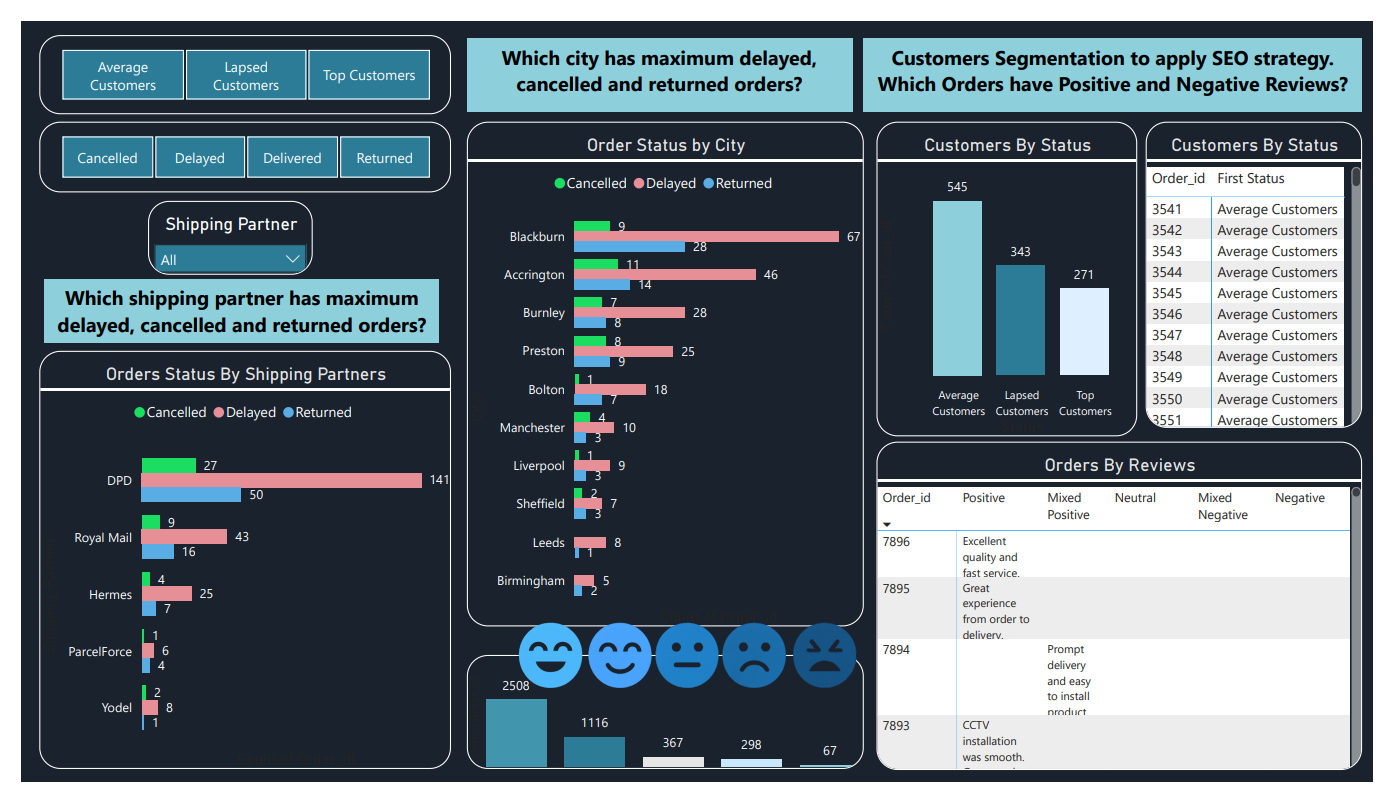 Average
Customers
Lapsed
Customers
Top Customers
Cancelled
Delayed
Delivered
Returned
Shipping Partner
All
Which shipping partner has maximum
delayed, cancelled and returned orders?
Orders Status By Shipping Partners
Cancelled
Delayed
Returned
DPD
27
141
50
Royal Mail
9
43
16
Hermes
4
25
7
ParcelForce
1
6
4
Yodel
2
8
1
Which city has maximum delayed,
cancelled and returned orders?
Order Status by City
Cancelled
Delayed
Returned
Blackburn
9
67
28
Accrington
11
46
14
Burnley
7
28
8
Preston
8
25
9
Bolton
1
18
7
Manchester
4
10
3
Liverpool
1
9
3
Sheffield
2
7
3
Leeds
8
1
Birmingham
5
2
2508
1116
367
298
67
Customers Segmentation to apply SEO strategy.
Which Orders have Positive and Negative Reviews?
Customers By Status
545
343
271
Average
Customers
Lapsed
Customers
Top
Customers
Customers By Status
Order_id First Status
3541 Average Customers
3542 Average Customers
3543 Average Customers
3544 Average Customers
3545 Average Customers
3546 Average Customers
3547 Average Customers
3548 Average Customers
3549 Average Customers
3550 Average Customers
3551 Average Customers
Orders By Reviews
Order_id
Positive
Mixed
Positive
Neutral
Mixed
Negative
Negative
7896
Excellent
quality and
fast service.
7895
Great
experience
from order to
delivery.
7894
Prompt
delivery
and easy
to install
product
7893
CCTV
installation
was smooth.